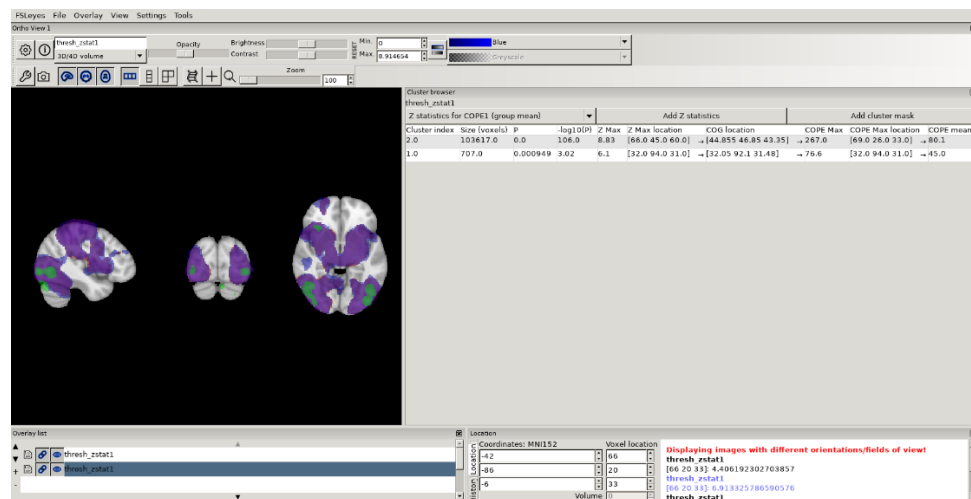 FSLeyes File Overlay View Settings Tools
Ortho View 1
thresh_zstat1
3D/4D volume
Opacity
Brightness
Contrast
RESET
Min. 0
Max. 8.914654
Blue
Greyscale
Zoom
100
Cluster browser
thresh_zstat1
Z statistics for COPE1 (group mean) Add Z statistics Add cluster mask
Cluster index Size (voxels) P -log10(P) Z Max Z Max location COG location COPE Max COPE Max location COPE mean
2.0 103617.0 0.0 106.0 8.83 [66.0 45.0 60.0] → [44.855 46.85 43.35] → 267.0 [69.0 26.0 33.0] → 80.1
1.0 707.0 0.000949 3.02 6.1 [32.0 94.0 31.0] → [32.05 92.1 31.48] → 76.6 [32.0 94.0 31.0] → 45.0
Overlay list
thresh_zstat1
thresh_zstat1
Location
Location
Coordinates: MNI152 Voxel location
-42 66
-86 20
-6 33
Volume 0
Displaying images with different orientations/fields of view!
thresh_zstat1
[66 20 33]: 4.406192302703857
thresh_zstat1
[66 20 33]: 6.913325786590576
thresh_zstat1